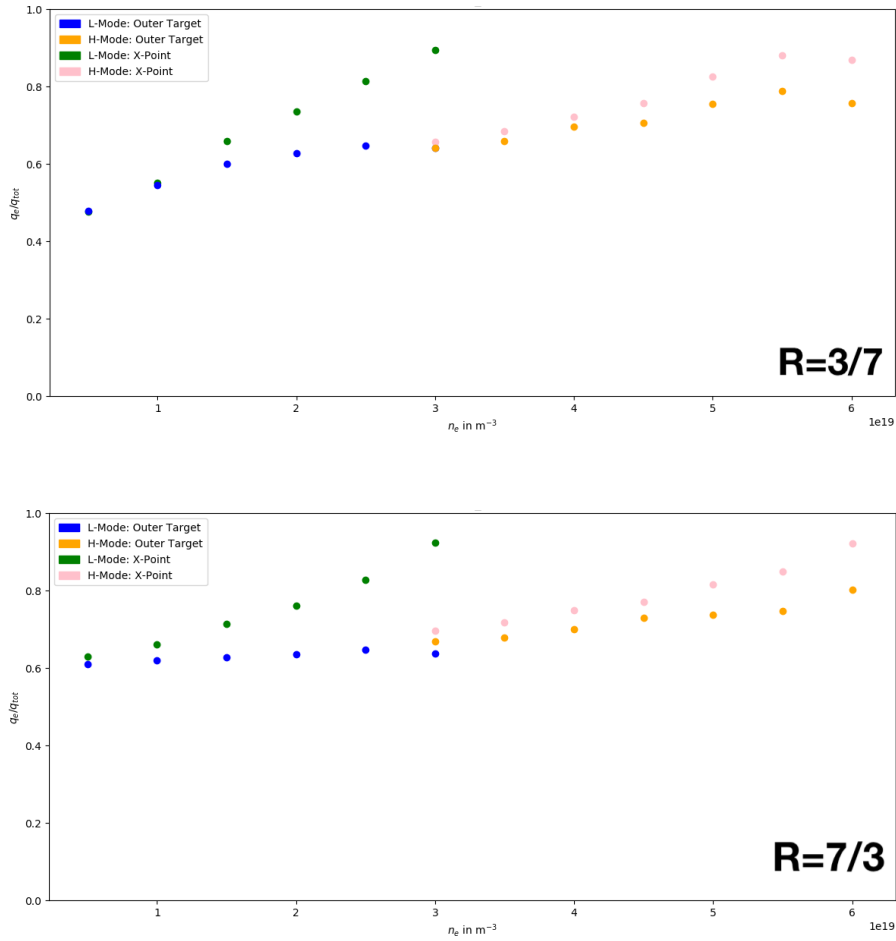 1.0
L-Mode: Outer Target
H-Mode: Outer Target
L-Mode: X-Point
H-Mode: X-Point
0.8
0.6
q_e/q_tot
0.4
0.2
R=3/7
0.0
1 2 3 4 5 6
n_e in m^−3
1e19
1.0
L-Mode: Outer Target
H-Mode: Outer Target
L-Mode: X-Point
H-Mode: X-Point
0.8
0.6
q_e/q_tot
0.4
0.2
R=7/3
0.0
1 2 3 4 5 6
n_e in m^−3
1e19